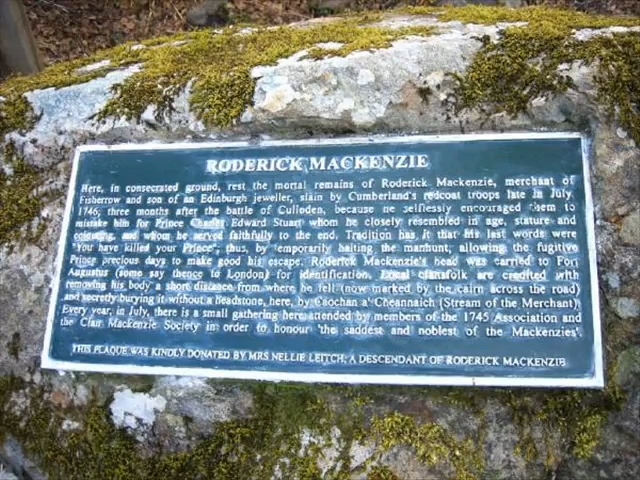 RODERICK MACKENZIE
Here, in consecrated ground, rest the mortal remains of Roderick Mackenzie, merchant of
Fisherrow and son of an Edinburgh jeweller, slain by Cumberland's redcoat troops late in July,
1746, three months after the battle of Culloden, because he selflessly encouraged them to
mistake him for Prince Charles Edward Stuart whom he closely resembled in age, stature and
colouring, and whom he served faithfully to the end. Tradition has it that his last words were
'You have killed your Prince', thus, by temporarily halting the manhunt, allowing the fugitive
Prince precious days to make good his escape. Roderick Mackenzie's head was carried to Fort
Augustus (some say thence to London) for identification. Local clansfolk are credited with
removing his body a short distance from where he fell (now marked by the cairn across the road)
and secretly burying it without a headstone, here, by Caochan a' Cheannaich (Stream of the Merchant).
Every year, in July, there is a small gathering here attended by members of the 1745 Association and
the Clan Mackenzie Society in order to honour 'the saddest and noblest of the Mackenzies'.
THIS PLAQUE WAS KINDLY DONATED BY MRS NELLIE LEITCH, A DESCENDANT OF RODERICK MACKENZIE